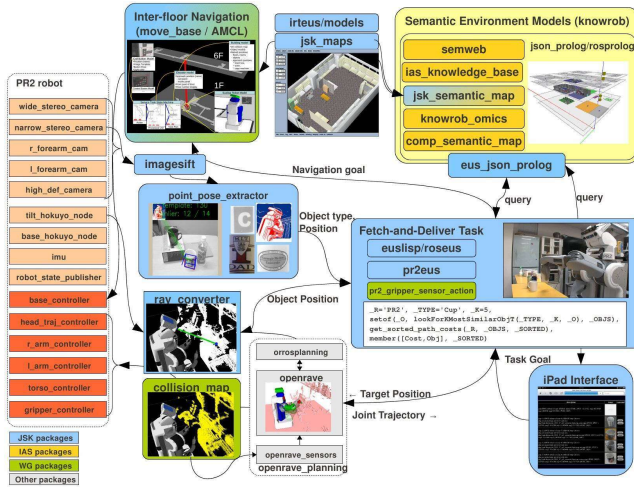 Inter-floor Navigation
(move_base / AMCL)
6F
1F
irteus/models
jsk_maps
Semantic Environment Models (knowrob)
json_prolog/rosprolog
semweb
ias_knowledge_base
jsk_semantic_map
knowrob_omics
comp_semantic_map
eus_json_prolog
PR2 robot
wide_stereo_camera
narrow_stereo_camera
r_forearm_cam
l_forearm_cam
high_def_camera
tilt_hokuyo_node
base_hokuyo_node
imu
robot_state_publisher
base_controller
head_traj_controller
r_arm_controller
l_arm_controller
torso_controller
gripper_controller
imagesift
Navigation goal
query
query
point_pose_extractor
Object type,
Position
Fetch-and-Deliver Task
euslisp/roseus
pr2eus
pr2_gripper_sensor_action
_R='PR2', _TYPE='Cup', _K=5,
setof(_O, lookForKMostSimilarObjT(_TYPE, _K, _O), _OBJS),
get_sorted_path_costs(_R, _OBJS, _SORTED),
member([Cost,Obj], _SORTED)
ray_converter
Object Position
Task Goal
collision_map
orrosplanning
openrave
openrave_sensors
openrave_planning
← Target Position
Joint Trajectory →
iPad Interface
JSK packages
IAS packages
WG packages
Other packages